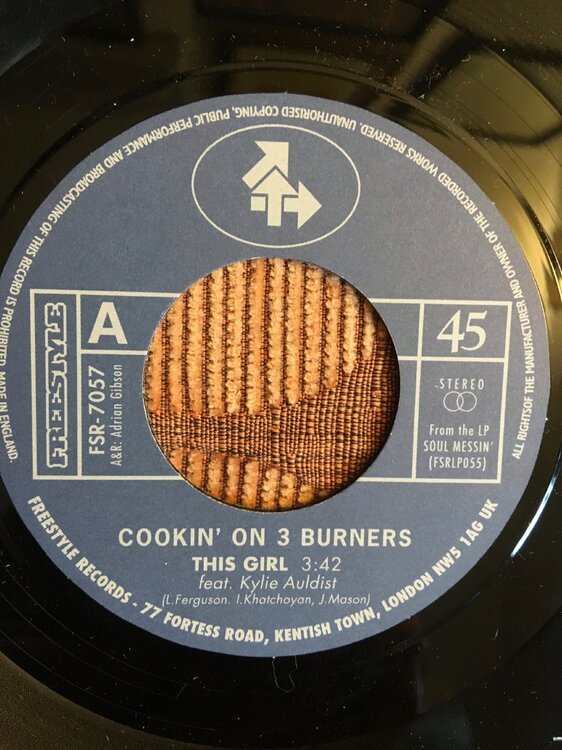 ALL RIGHTSOF THE MANUFACTURER AND OWNER OF THE RECORDED WORKS RESERVED. UNAUTHORISED COPYING, PUBLIC PERFORMANCE AND BROADCASTING OF THIS RECORD IS PROHIBITED. MADE IN ENGLAND.
FREESTYLE
A
FSR-7057
A&R: Adrian Gibson
45
STEREO
From the LP
SOUL MESSIN'
(FSRLP055)
COOKIN' ON 3 BURNERS
THIS GIRL 3:42
feat. Kylie Auldist
(L.Ferguson. I.Khatchoyan, J.Mason)
FREESTYLE RECORDS - 77 FORTESS ROAD, KENTISH TOWN, LONDON NW5 1AG UK